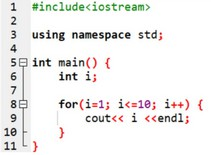 1 #include<iostream>
2
3 using namespace std;
4
5 int main() {
6 int i;
7
8 for(i=1; i<=10; i++) {
9 cout<< i <<endl;
10 }
11 }